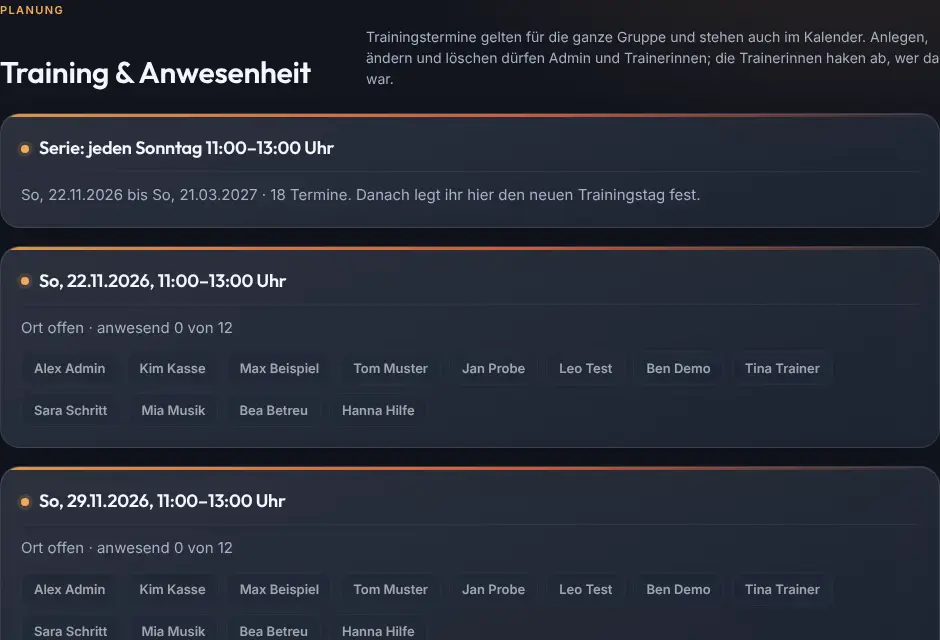 PLANUNG
Training & Anwesenheit
Trainingstermine gelten für die ganze Gruppe und stehen auch im Kalender. Anlegen,
ändern und löschen dürfen Admin und Trainerinnen; die Trainerinnen haken ab, wer da
war.
Serie: jeden Sonntag 11:00–13:00 Uhr
So, 22.11.2026 bis So, 21.03.2027 · 18 Termine. Danach legt ihr hier den neuen Trainingstag fest.
So, 22.11.2026, 11:00–13:00 Uhr
Ort offen · anwesend 0 von 12
Alex Admin Kim Kasse Max Beispiel Tom Muster Jan Probe Leo Test Ben Demo Tina Trainer
Sara Schritt Mia Musik Bea Betreu Hanna Hilfe
So, 29.11.2026, 11:00–13:00 Uhr
Ort offen · anwesend 0 von 12
Alex Admin Kim Kasse Max Beispiel Tom Muster Jan Probe Leo Test Ben Demo Tina Trainer
Sara Schritt Mia Musik Bea Betreu Hanna Hilfe